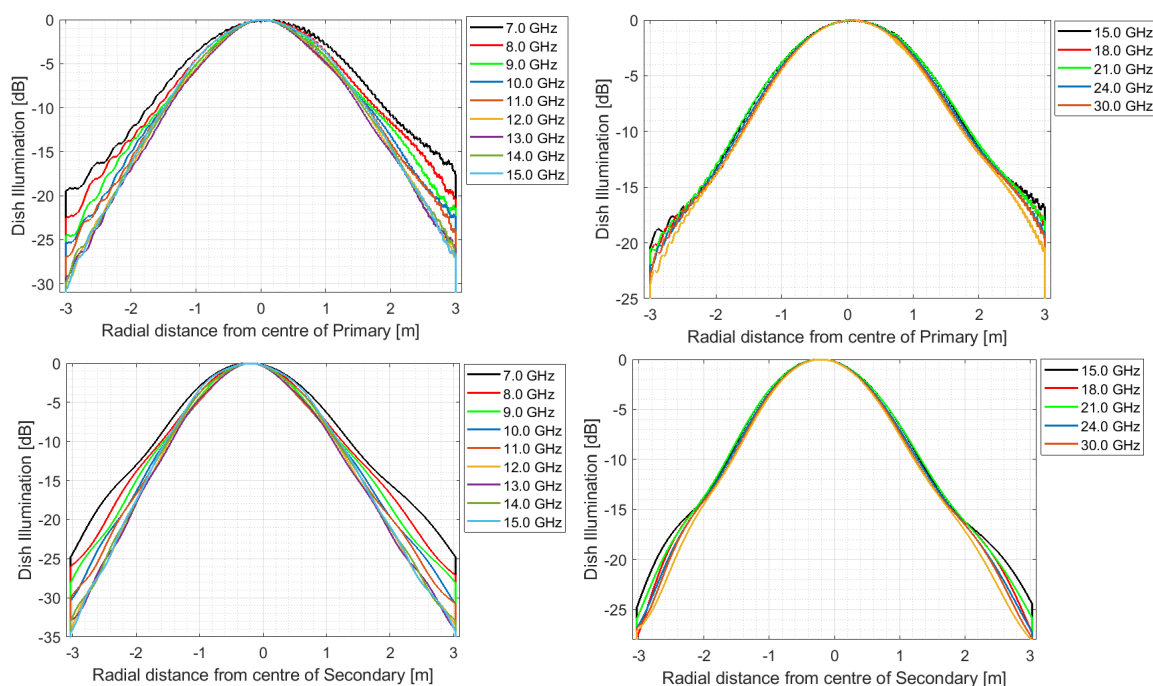 Dish Illumination [dB]
0
-5
-10
-15
-20
-25
-30
-3
-2
-1
0
1
2
3
Radial distance from centre of Primary [m]
7.0 GHz
8.0 GHz
9.0 GHz
10.0 GHz
11.0 GHz
12.0 GHz
13.0 GHz
14.0 GHz
15.0 GHz
Dish Illumination [dB]
0
-5
-10
-15
-20
-25
-3
-2
-1
0
1
2
3
Radial distance from centre of Primary [m]
15.0 GHz
18.0 GHz
21.0 GHz
24.0 GHz
30.0 GHz
Dish Illumination [dB]
0
-5
-10
-15
-20
-25
-30
-35
-3
-2
-1
0
1
2
3
Radial distance from centre of Secondary [m]
7.0 GHz
8.0 GHz
9.0 GHz
10.0 GHz
11.0 GHz
12.0 GHz
13.0 GHz
14.0 GHz
15.0 GHz
Dish Illumination [dB]
0
-5
-10
-15
-20
-25
-3
-2
-1
0
1
2
3
Radial distance from centre of Secondary [m]
15.0 GHz
18.0 GHz
21.0 GHz
24.0 GHz
30.0 GHz